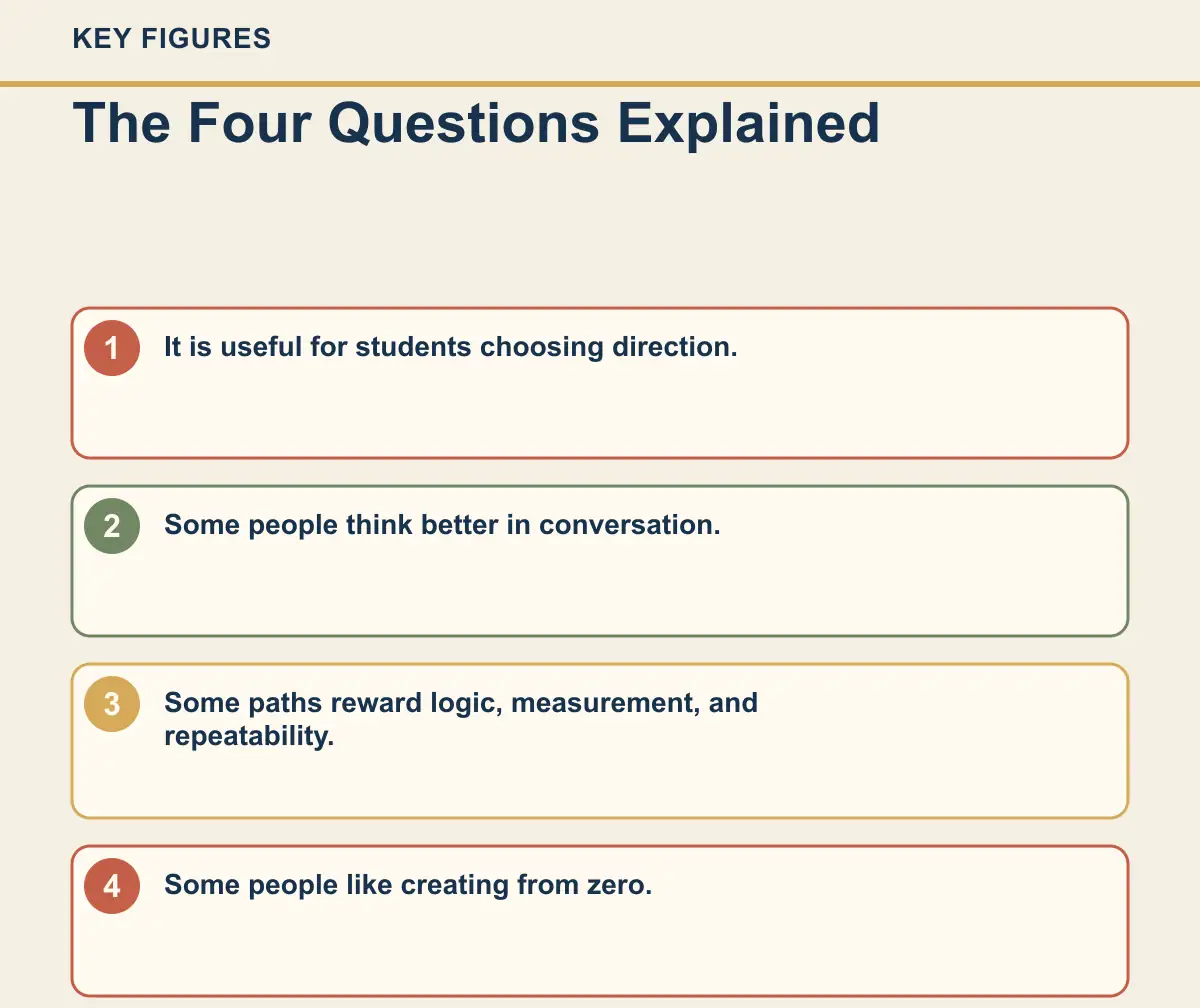 KEY FIGURES
The Four Questions Explained
1
It is useful for students choosing direction.
2
Some people think better in conversation.
3
Some paths reward logic, measurement, and
repeatability.
4
Some people like creating from zero.